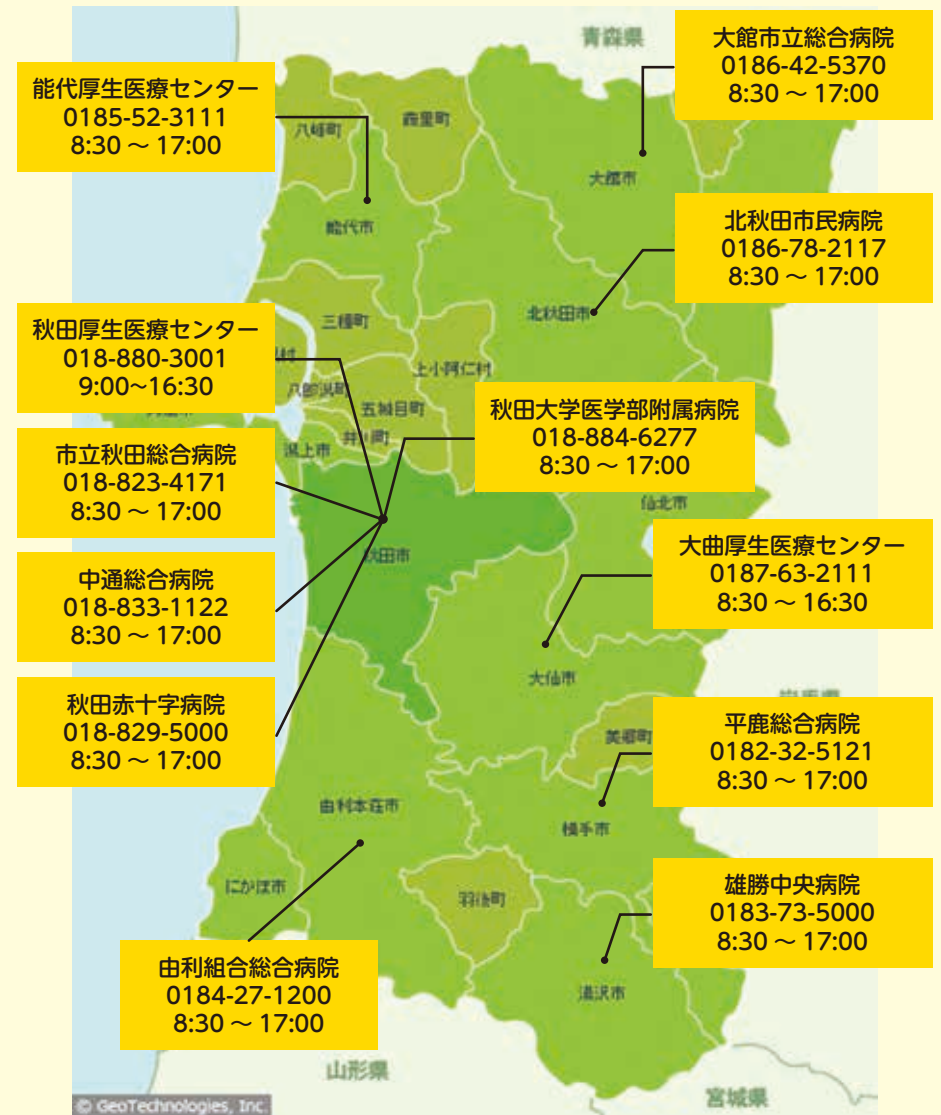 青森県
大館市立総合病院
0186-42-5370
8:30 ～ 17:00
能代厚生医療センター
0185-52-3111
8:30 ～ 17:00
八峰町
藤里町
大館市
能代市
北秋田市民病院
0186-78-2117
8:30 ～ 17:00
北秋田市
三種町
秋田厚生医療センター
018-880-3001
9:00~16:30
村
上小阿仁村
八郎潟町
五城目町
井川町
潟上市
秋田大学医学部附属病院
018-884-6277
8:30 ～ 17:00
市立秋田総合病院
018-823-4171
8:30 ～ 17:00
仙北市
秋田市
大曲厚生医療センター
0187-63-2111
8:30 ～ 16:30
中通総合病院
018-833-1122
8:30 ～ 17:00
大仙市
秋田赤十字病院
018-829-5000
8:30 ～ 17:00
美郷町
平鹿総合病院
0182-32-5121
8:30 ～ 17:00
由利本荘市
横手市
にかほ市
羽後町
雄勝中央病院
0183-73-5000
8:30 ～ 17:00
由利組合総合病院
0184-27-1200
8:30 ～ 17:00
湯沢市
山形県
宮城県
© GeoTechnologies, Inc.